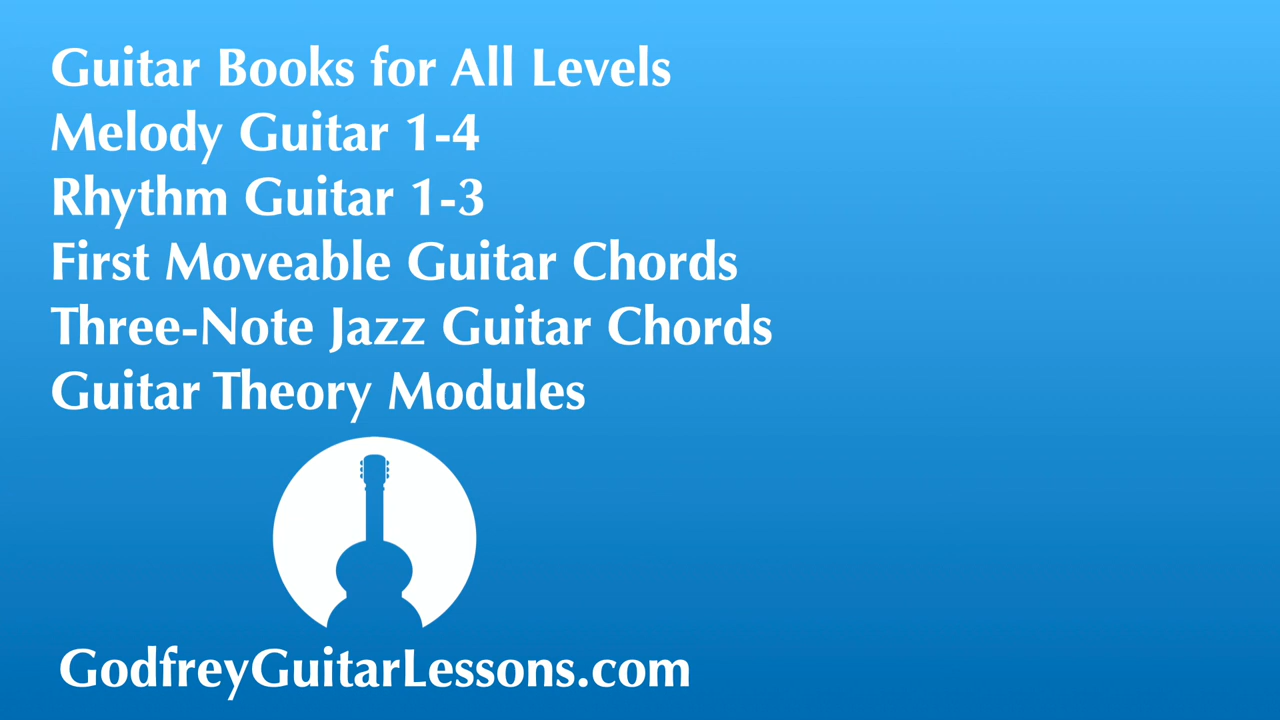 Guitar Books for All Levels
Melody Guitar 1-4
Rhythm Guitar 1-3
First Moveable Guitar Chords
Three-Note Jazz Guitar Chords
Guitar Theory Modules
GodfreyGuitarLessons.com